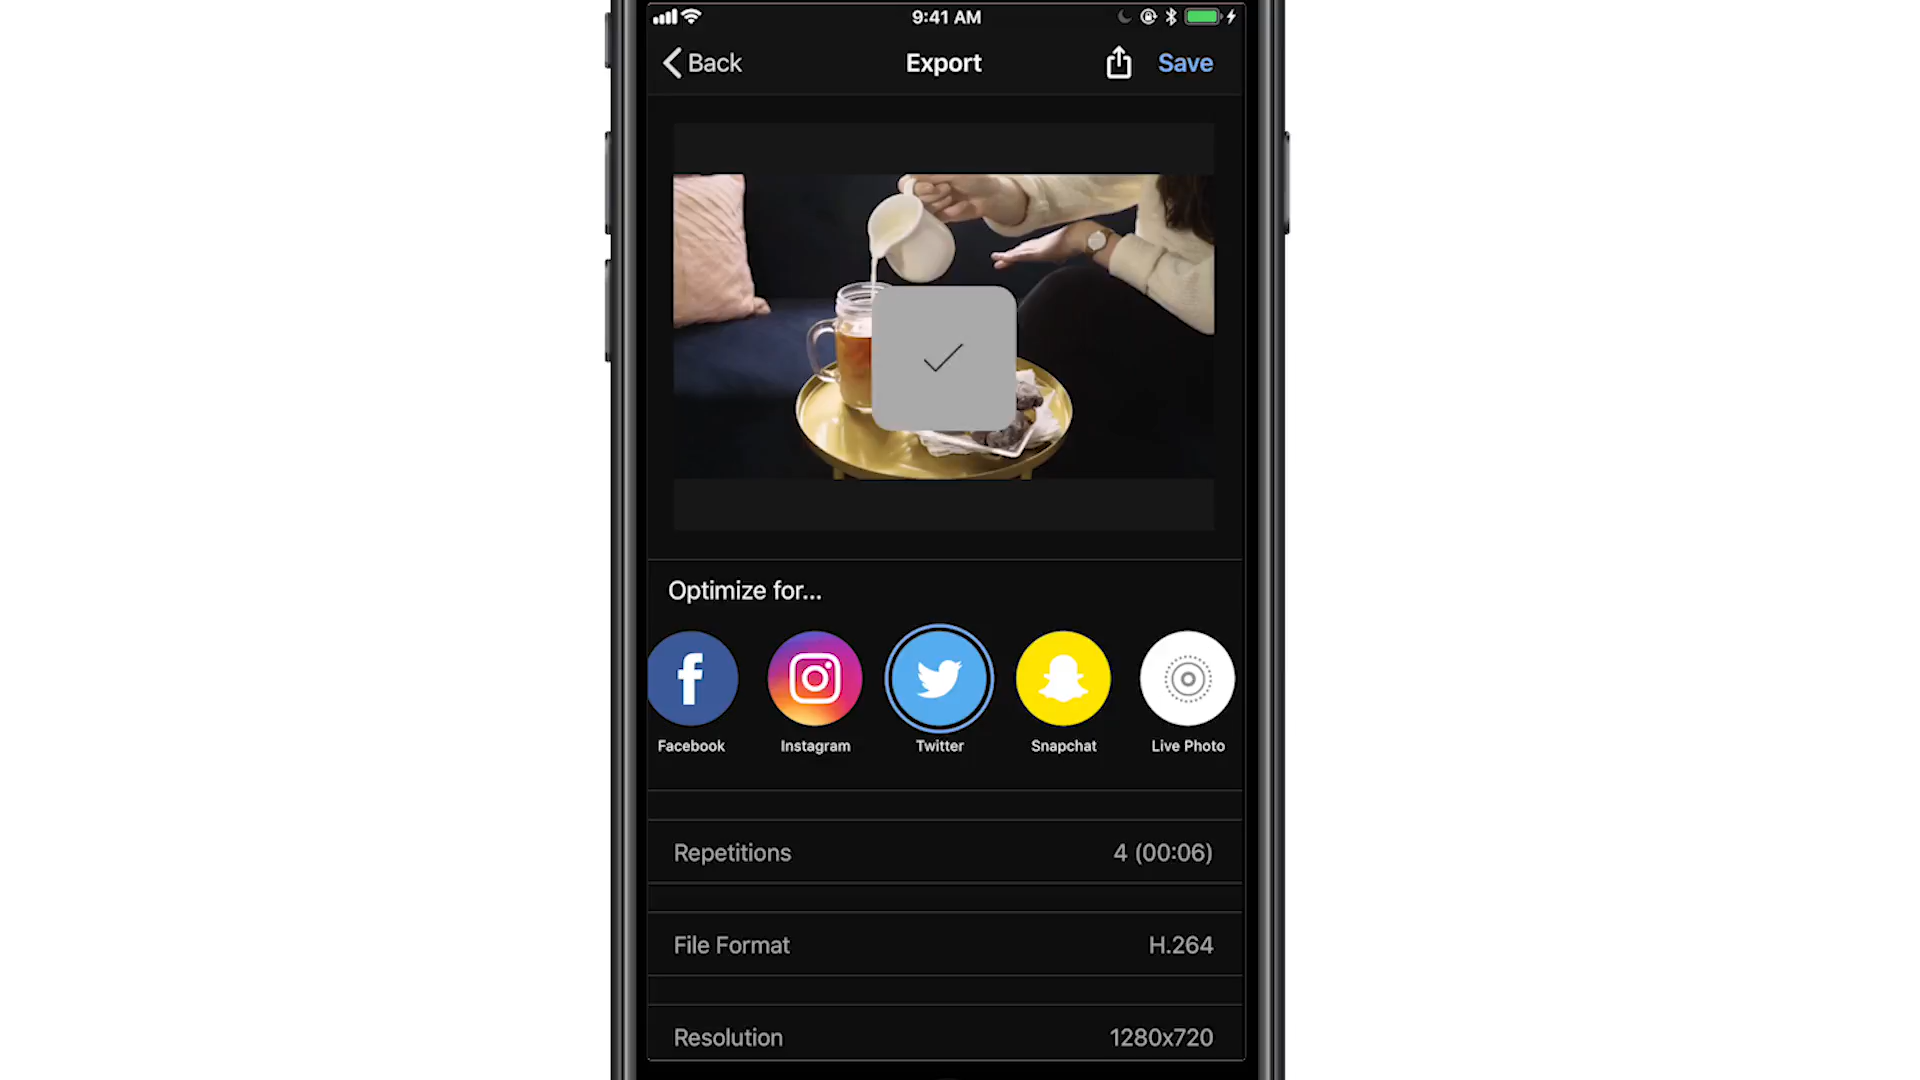 9:41 AM
Back
Export
Save
Optimize for...
Facebook
Instagram
Twitter
Snapchat
Live Photo
Repetitions
4 (00:06)
File Format
H.264
Resolution
1280x720